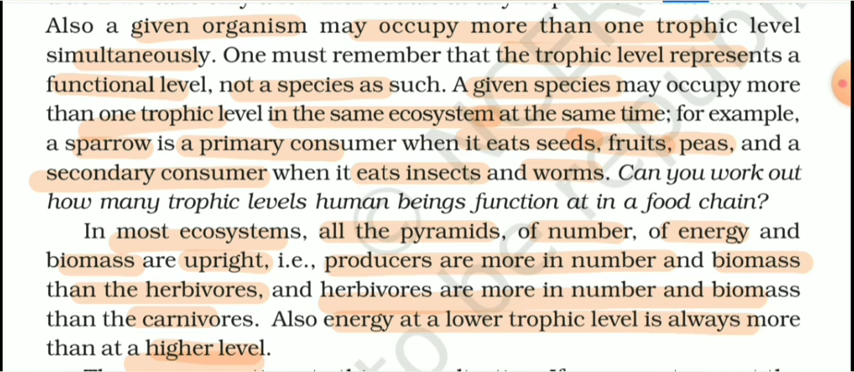 Also a given organism may occupy more than one trophic level
simultaneously. One must remember that the trophic level represents a
functional level, not a species as such. A given species may occupy more
than one trophic level in the same ecosystem at the same time; for example,
a sparrow is a primary consumer when it eats seeds, fruits, peas, and a
secondary consumer when it eats insects and worms. Can you work out
how many trophic levels human beings function at in a food chain?
In most ecosystems, all the pyramids, of number, of energy and
biomass are upright, i.e., producers are more in number and biomass
than the herbivores, and herbivores are more in number and biomass
than the carnivores. Also energy at a lower trophic level is always more
than at a higher level.